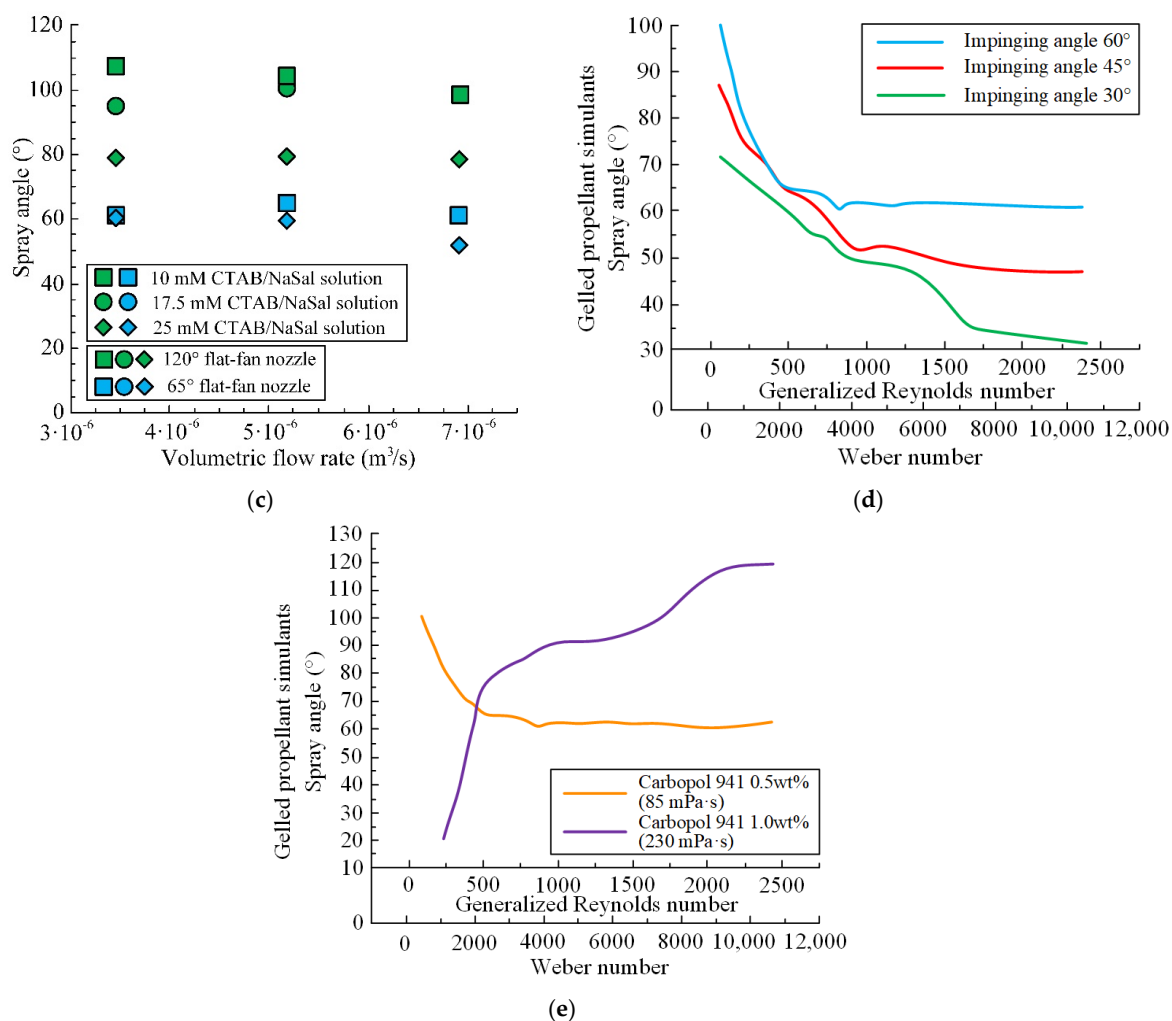 120
100
80
60
40
20
0
Spray angle (°)
10 mM CTAB/NaSal solution
17.5 mM CTAB/NaSal solution
25 mM CTAB/NaSal solution
120° flat-fan nozzle
65° flat-fan nozzle
3·10⁻⁶
4·10⁻⁶
5·10⁻⁶
6·10⁻⁶
7·10⁻⁶
Volumetric flow rate (m³/s)
(c)
100
90
80
70
60
50
40
30
0
Gelled propellant simulants
Spray angle (°)
Impinging angle 60°
Impinging angle 45°
Impinging angle 30°
0 500 1000 1500 2000 2500
Generalized Reynolds number
0 2000 4000 6000 8000 10,000 12,000
Weber number
(d)
130
120
110
100
90
80
70
60
50
40
30
20
10
0
Gelled propellant simulants
Spray angle (°)
Carbopol 941 0.5wt%
(85 mPa·s)
Carbopol 941 1.0wt%
(230 mPa·s)
0 500 1000 1500 2000 2500
Generalized Reynolds number
0 2000 4000 6000 8000 10,000 12,000
Weber number
(e)